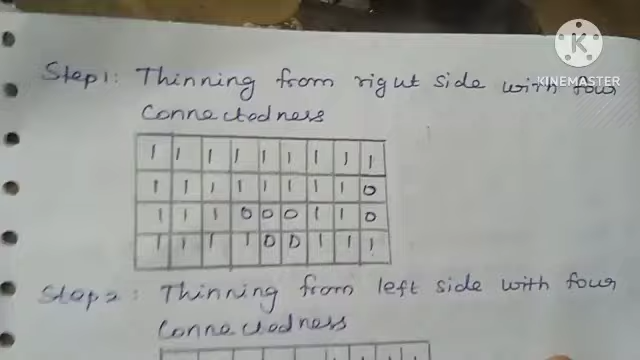 K
KINEMASTER
Step1: Thinning from right side with four
Connectedness
1 1 1 1 1 1 1 1 1
1 1 1 1 1 1 1 1 0
1 1 1 0 0 0 1 1 0
1 1 1 1 0 0 1 1 1
Step2: Thinning from left side with four
Connectedness